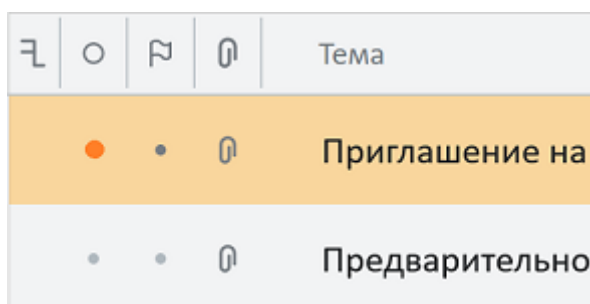 Тема
Приглашение на
Предварительно